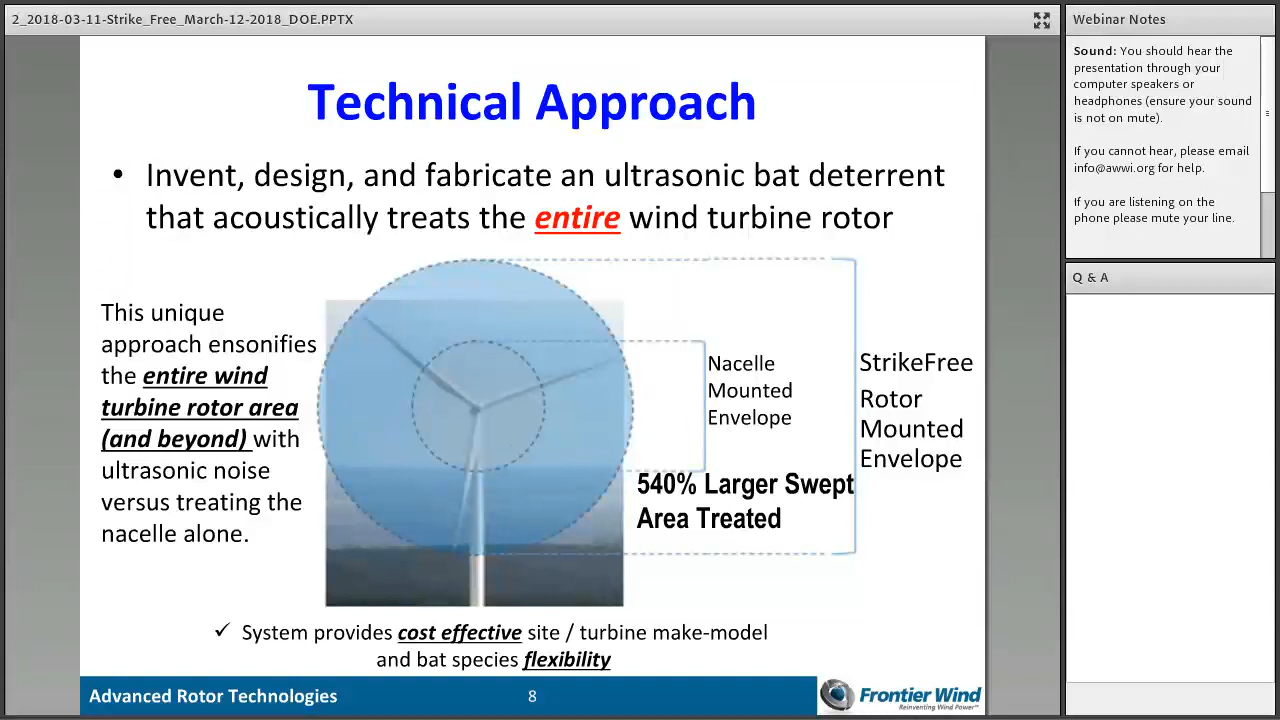 2_2018-03-11-Strike_Free_March-12-2018_DOE.PPTX
Technical Approach
• Invent, design, and fabricate an ultrasonic bat deterrent
that acoustically treats the entire wind turbine rotor
This unique
approach ensonifies
the entire wind
turbine rotor area
(and beyond) with
ultrasonic noise
versus treating the
nacelle alone.
Nacelle
Mounted
Envelope
StrikeFree
Rotor
Mounted
Envelope
540% Larger Swept
Area Treated
✓ System provides cost effective site / turbine make-model
and bat species flexibility
Advanced Rotor Technologies
8
Frontier Wind
Reinventing Wind Power™
Webinar Notes
Sound: You should hear the
presentation through your
computer speakers or
headphones (ensure your sound
is not on mute).
If you cannot hear, please email
info@awwi.org for help.
If you are listening on the
phone please mute your line.
Q & A